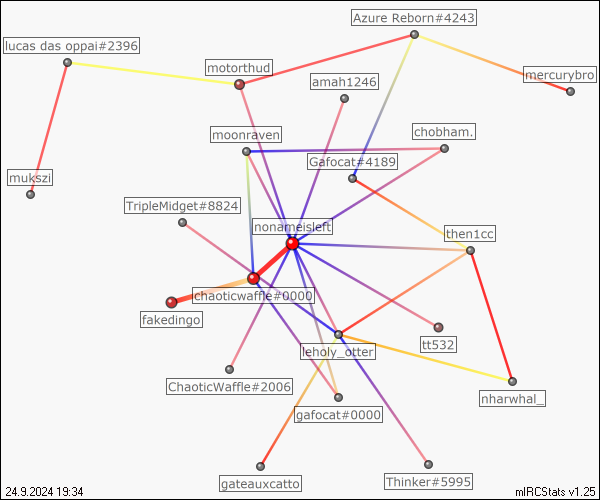 Azure Reborn#4243
lucas das oppai#2396
motorthud
mercurybro
amah1246
moonraven
chobham.
Gafocat#4189
mukszi
TripleMidget#8824
nonameisleft
then1cc
chaoticwaffle#0000
fakedingo
tt532
leholy_otter
ChaoticWaffle#2006
nharwhal_
gafocat#0000
gateauxcatto
Thinker#5995
24.9.2024 19:34
mIRCStats v1.25